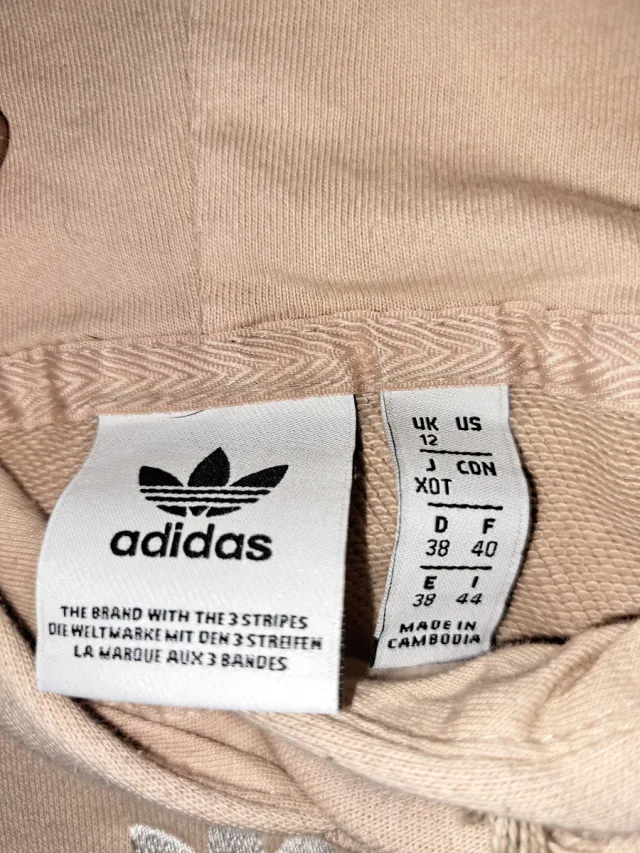 adidas
THE BRAND WITH THE 3 STRIPES
DIE WELTMARKE MIT DEN 3 STREIFEN
LA MARQUE AUX 3 BANDES
UK US
12
J CDN
XOT
D F
38 40
E I
38 44
MADE IN
CAMBODIA